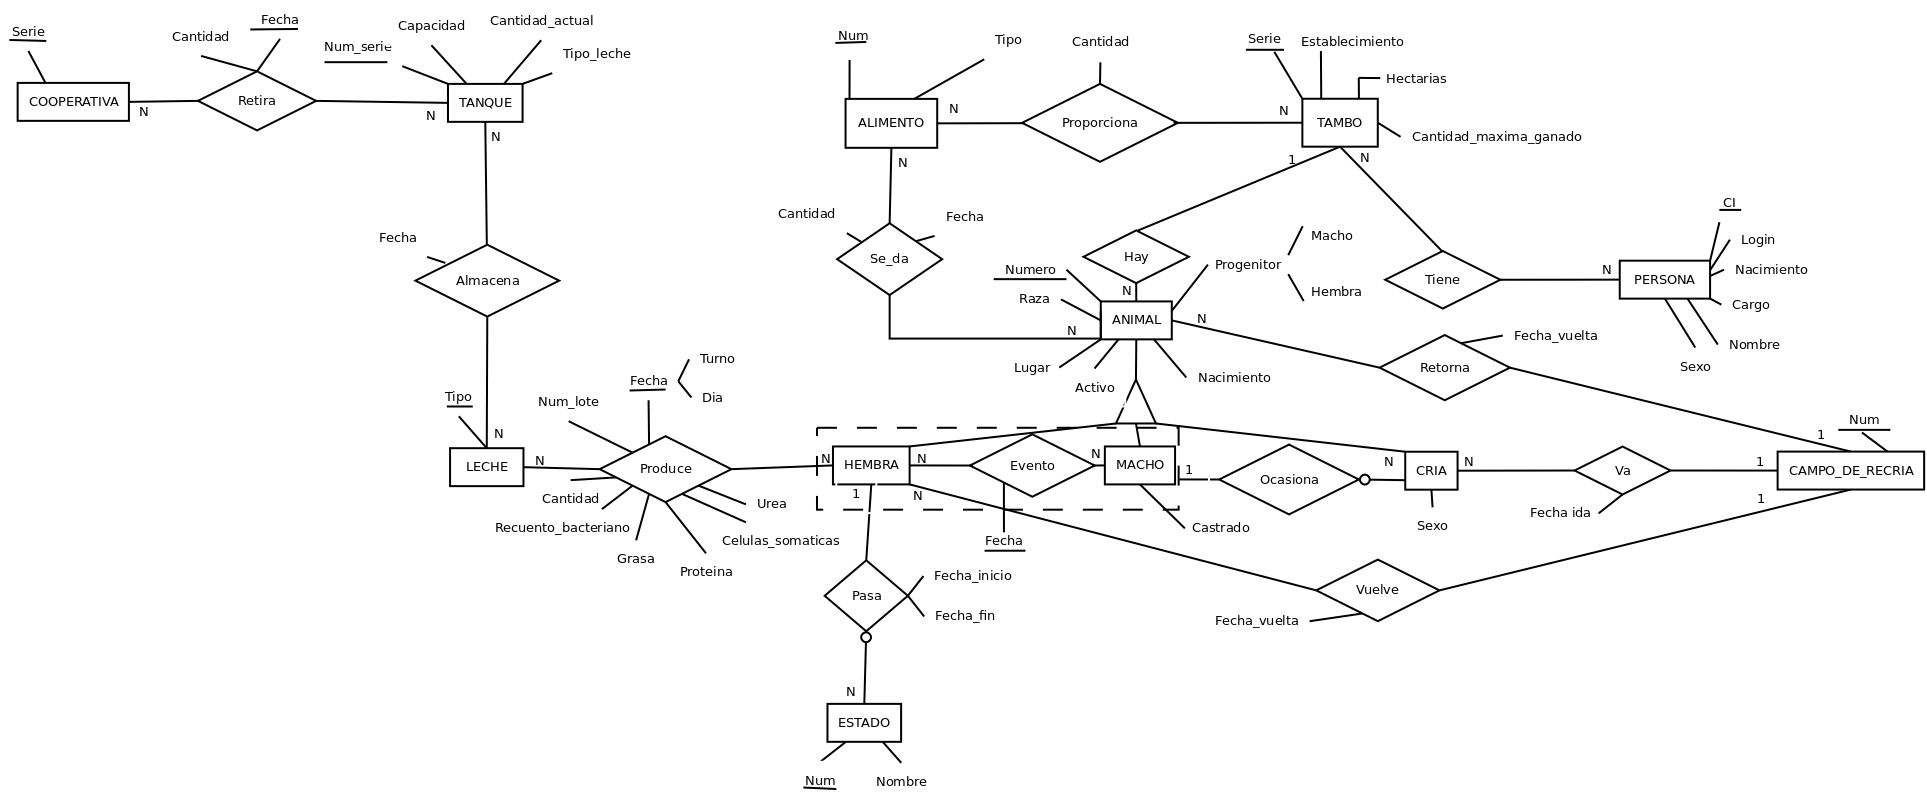 Serie
Cantidad
Fecha
Num_serie
Capacidad
Cantidad_actual
Tipo_leche
COOPERATIVA
N
Retira
N
TANQUE
N
Num
Tipo
Cantidad
Serie
Establecimiento
Hectarias
Cantidad_maxima_ganado
ALIMENTO
N
Proporciona
N
TAMBO
N
1
N
Cantidad
Fecha
Se_da
Hay
N
Progenitor
Macho
Hembra
Tiene
N
PERSONA
CI
Login
Nacimiento
Cargo
Nombre
Sexo
Fecha
Almacena
Numero
Raza
N
ANIMAL
N
Lugar
Activo
Nacimiento
Retorna
Fecha_vuelta
1
Num
Tipo
N
LECHE
N
Num_lote
Fecha
Turno
Dia
Produce
Cantidad
Recuento_bacteriano
Grasa
Proteina
Celulas_somaticas
Urea
N
HEMBRA
N
Evento
N
MACHO
1
Ocasiona
N
CRIA
N
Va
1
CAMPO_DE_RECRIA
1
N
Fecha
Castrado
Sexo
Fecha ida
1
Pasa
Fecha_inicio
Fecha_fin
Vuelve
Fecha_vuelta
N
ESTADO
Num
Nombre